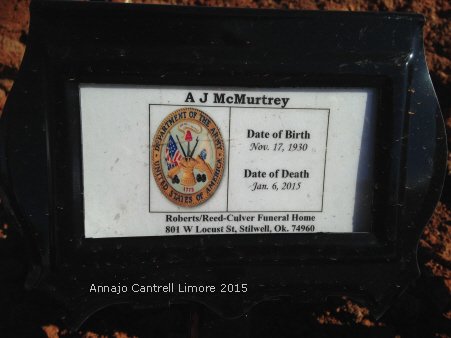 A J McMurtrey
DEPARTMENT OF THE ARMY
UNITED STATES OF AMERICA
1775
Date of Birth
Nov. 17, 1930
Date of Death
Jan. 6, 2015
Roberts/Reed-Culver Funeral Home
801 W Locust St, Stilwell, Ok. 74960
Annajo Cantrell Limore 2015